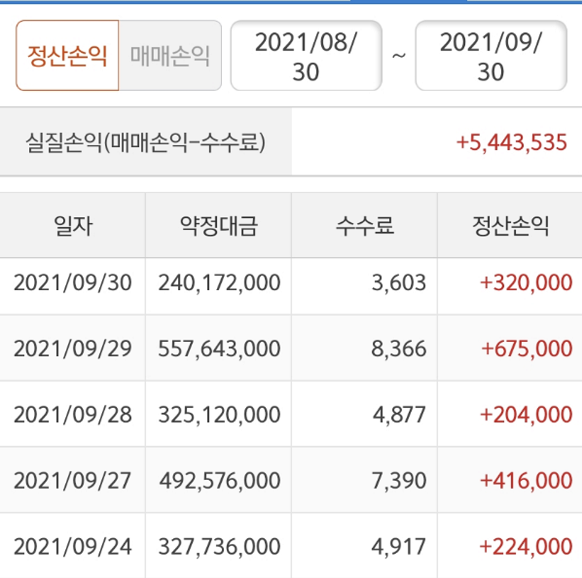 정산손익 매매손익 2021/08/ ~ 2021/09/
30 30
실질손익(매매손익-수수료) +5,443,535
일자 약정대금 수수료 정산손익
2021/09/30 240,172,000 3,603 +320,000
2021/09/29 557,643,000 8,366 +675,000
2021/09/28 325,120,000 4,877 +204,000
2021/09/27 492,576,000 7,390 +416,000
2021/09/24 327,736,000 4,917 +224,000